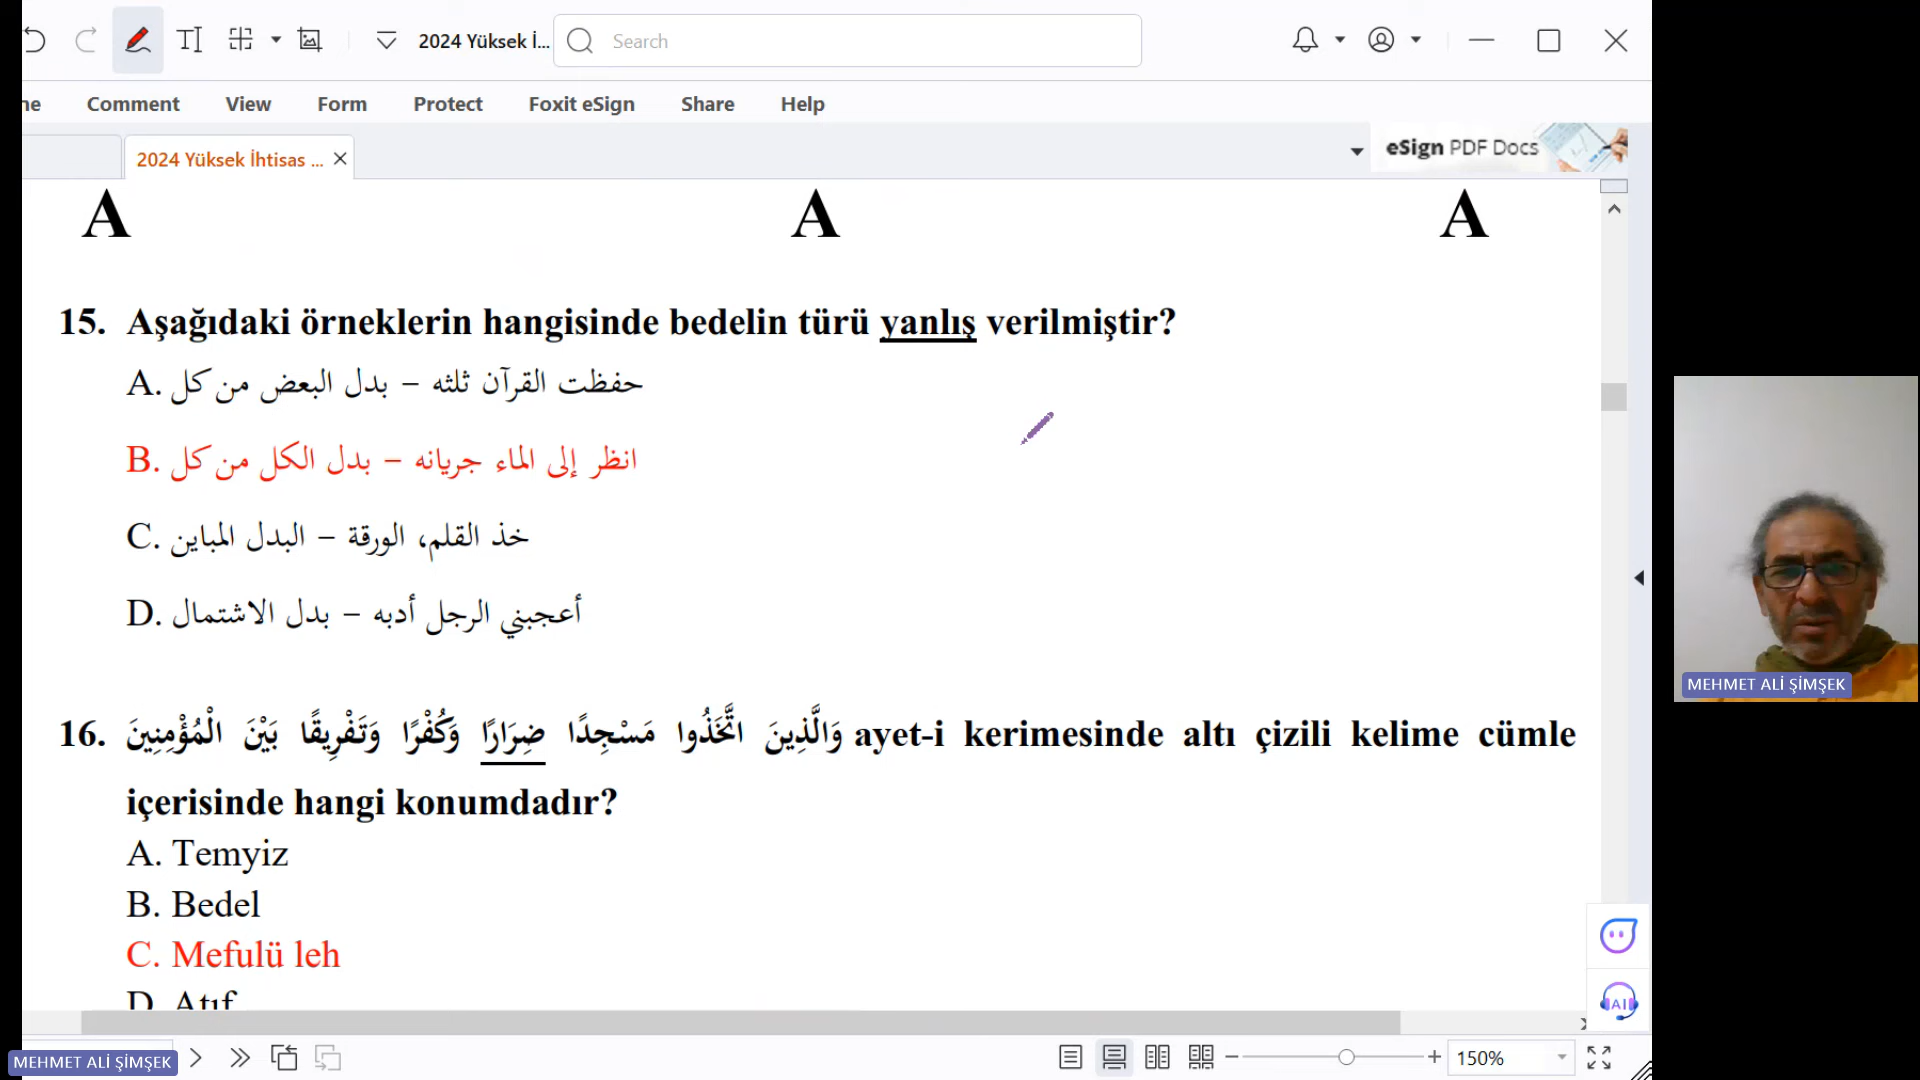 2024 Yüksek İ...
Search
ne Comment View Form Protect Foxit eSign Share Help
2024 Yüksek İhtisas ...
eSign PDF Docs
A A A
15. Aşağıdaki örneklerin hangisinde bedelin türü yanlış verilmiştir?
A. حفظت القرآن ثلثه – بدل البعض من كل
B. انظر إلى الماء جريانه – بدل الكل من كل
C. خذ القلم، الورقة – البدل المباين
D. أعجبني الرجل أدبه – بدل الاشتمال
16. وَالَّذِينَ اتَّخَذُوا مَسْجِدًا ضِرَارًا وَكُفْرًا وَتَفْرِيقًا بَيْنَ الْمُؤْمِنِينَ ayet-i kerimesinde altı çizili kelime cümle
içerisinde hangi konumdadır?
A. Temyiz
B. Bedel
C. Mefulü leh
D. Atıf
MEHMET ALİ ŞİMŞEK
AI
MEHMET ALİ ŞİMŞEK
150%